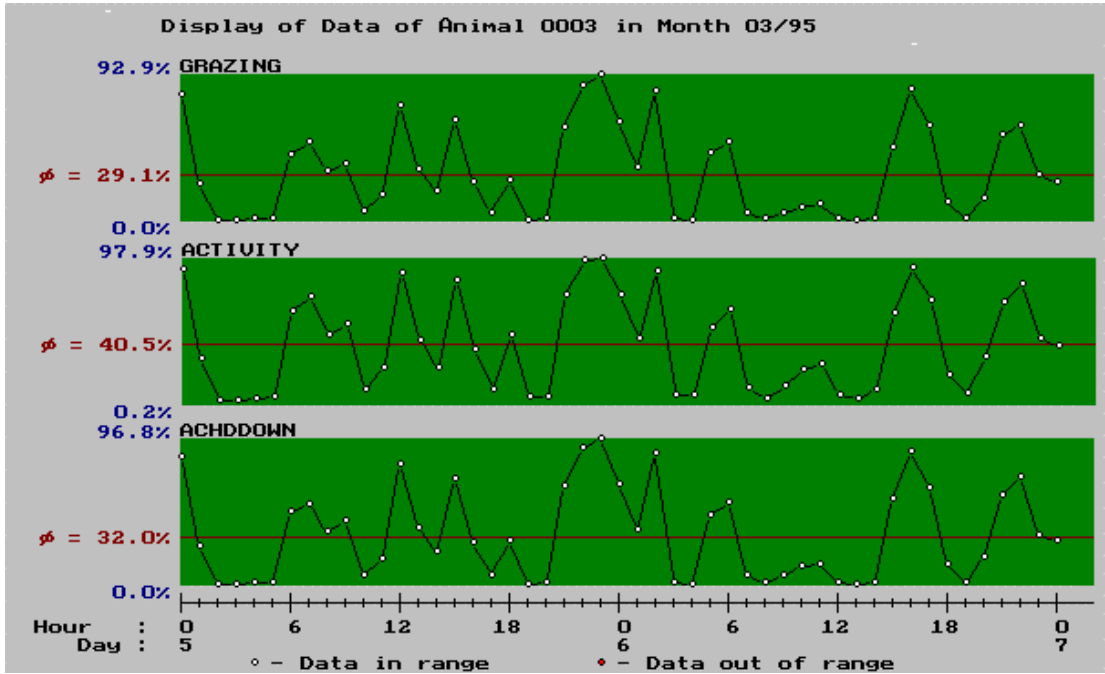 Display of Data of Animal 0003 in Month 03/95
92.9% GRAZING
ø = 29.1%
0.0%
97.9% ACTIVITY
ø = 40.5%
0.2%
96.8% ACHDDOWN
ø = 32.0%
0.0%
Hour : 0 6 12 18 0 6 12 18 0
Day : 5 6 7
- Data in range - Data out of range